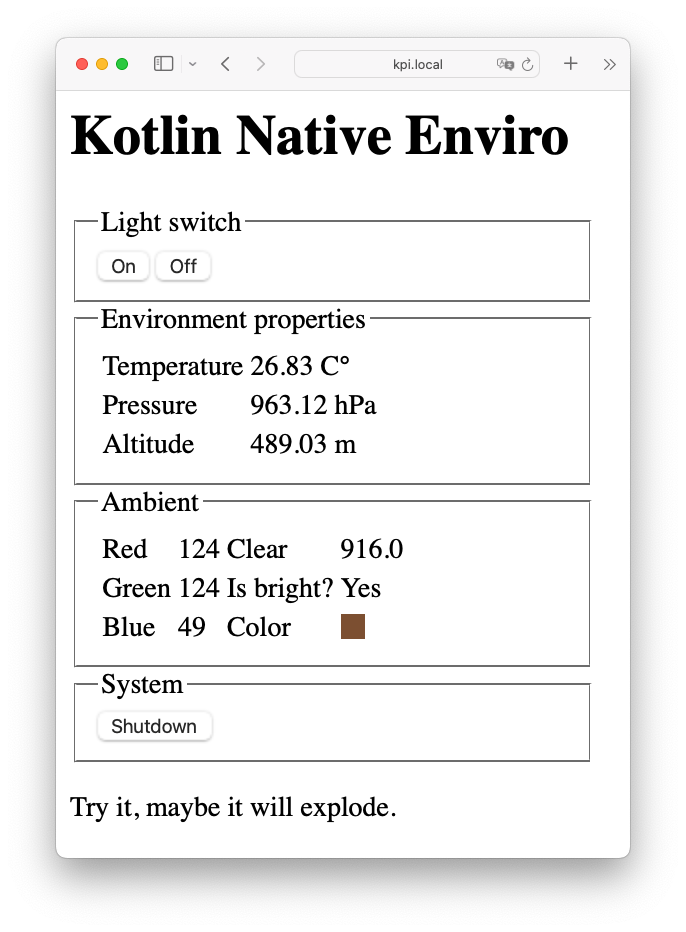 kpi.local
Kotlin Native Enviro
Light switch
On Off
Environment properties
Temperature 26.83 C°
Pressure 963.12 hPa
Altitude 489.03 m
Ambient
Red 124 Clear 916.0
Green 124 Is bright? Yes
Blue 49 Color
System
Shutdown
Try it, maybe it will explode.